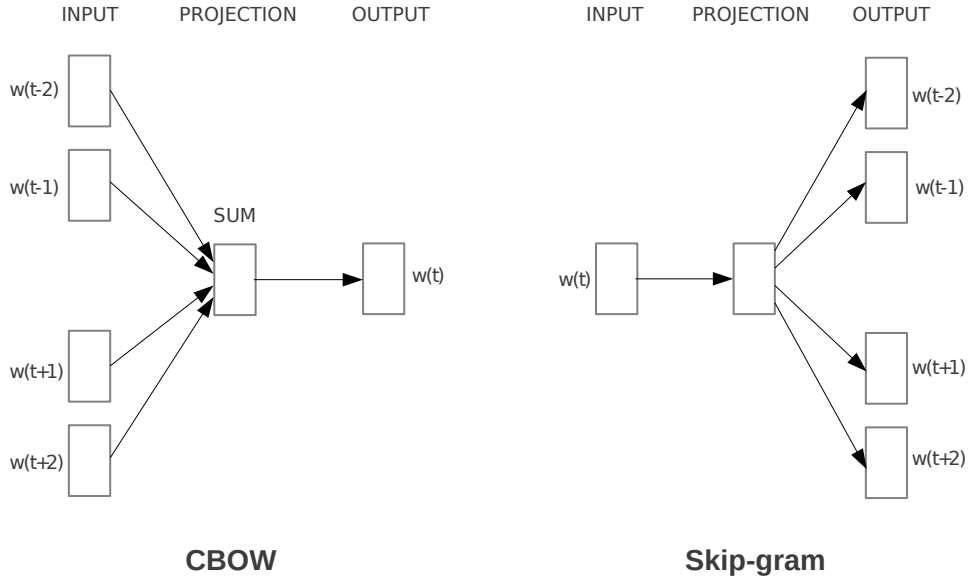 INPUT PROJECTION OUTPUT
w(t-2)
w(t-1)
SUM
w(t)
w(t+1)
w(t+2)
CBOW
INPUT PROJECTION OUTPUT
w(t-2)
w(t-1)
w(t)
w(t+1)
w(t+2)
Skip-gram